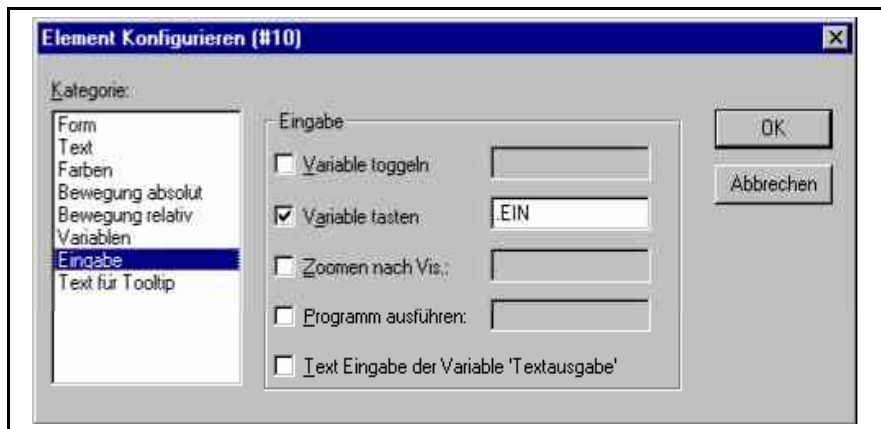 Element Konfigurieren (#10)
Kategorie:
Form
Text
Farben
Bewegung absolut
Bewegung relativ
Variablen
Eingabe
Text für Tooltip
Eingabe
Variable toggeln
Variable tasten
.EIN
Zoomen nach Vis.:
Programm ausführen:
Text Eingabe der Variable 'Textausgabe'
OK
Abbrechen